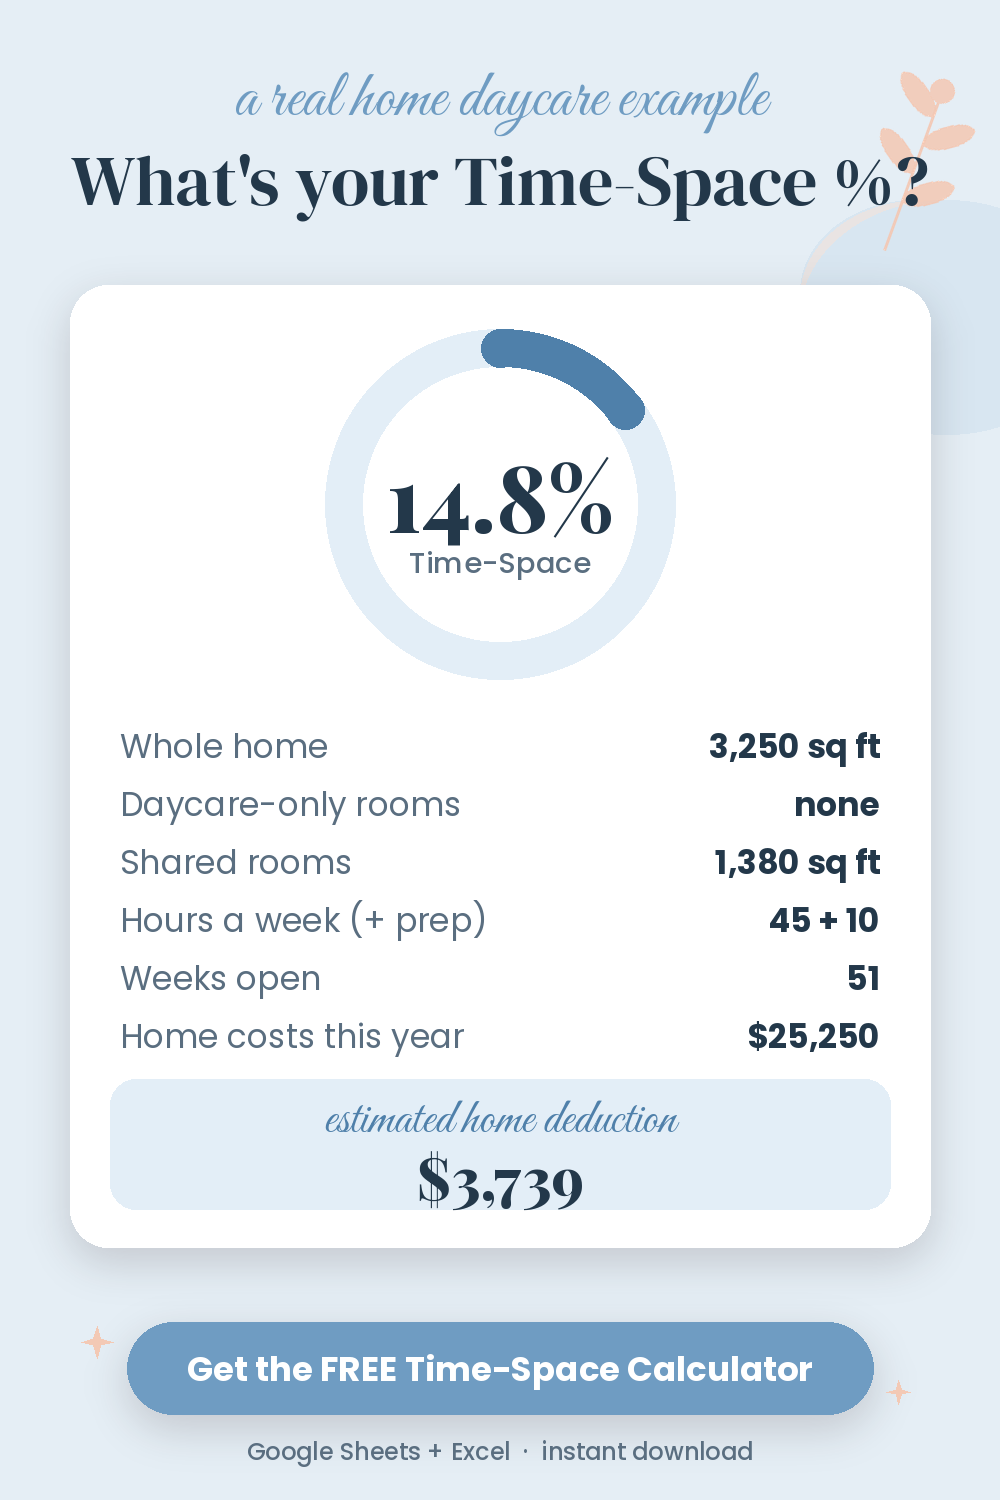 a real home daycare example
What's your Time-Space %?
14.8%
Time-Space
Whole home 3,250 sq ft
Daycare-only rooms none
Shared rooms 1,380 sq ft
Hours a week (+ prep) 45 + 10
Weeks open 51
Home costs this year $25,250
estimated home deduction
$3,739
Get the FREE Time-Space Calculator
Google Sheets + Excel · instant download